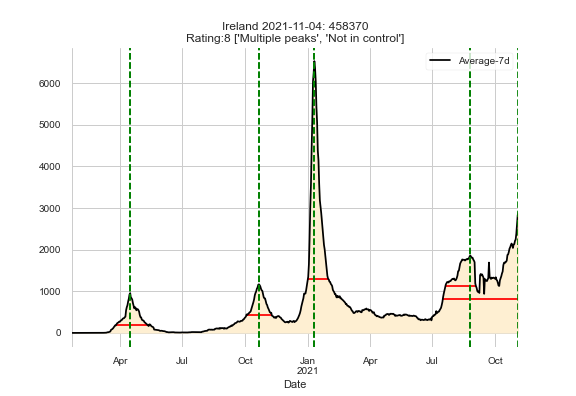 Ireland 2021-11-04: 458370
Rating:8 ['Multiple peaks', 'Not in control']
Average-7d
6000
5000
4000
3000
2000
1000
0
Apr
Jul
Oct
Jan
2021
Apr
Jul
Oct
Date